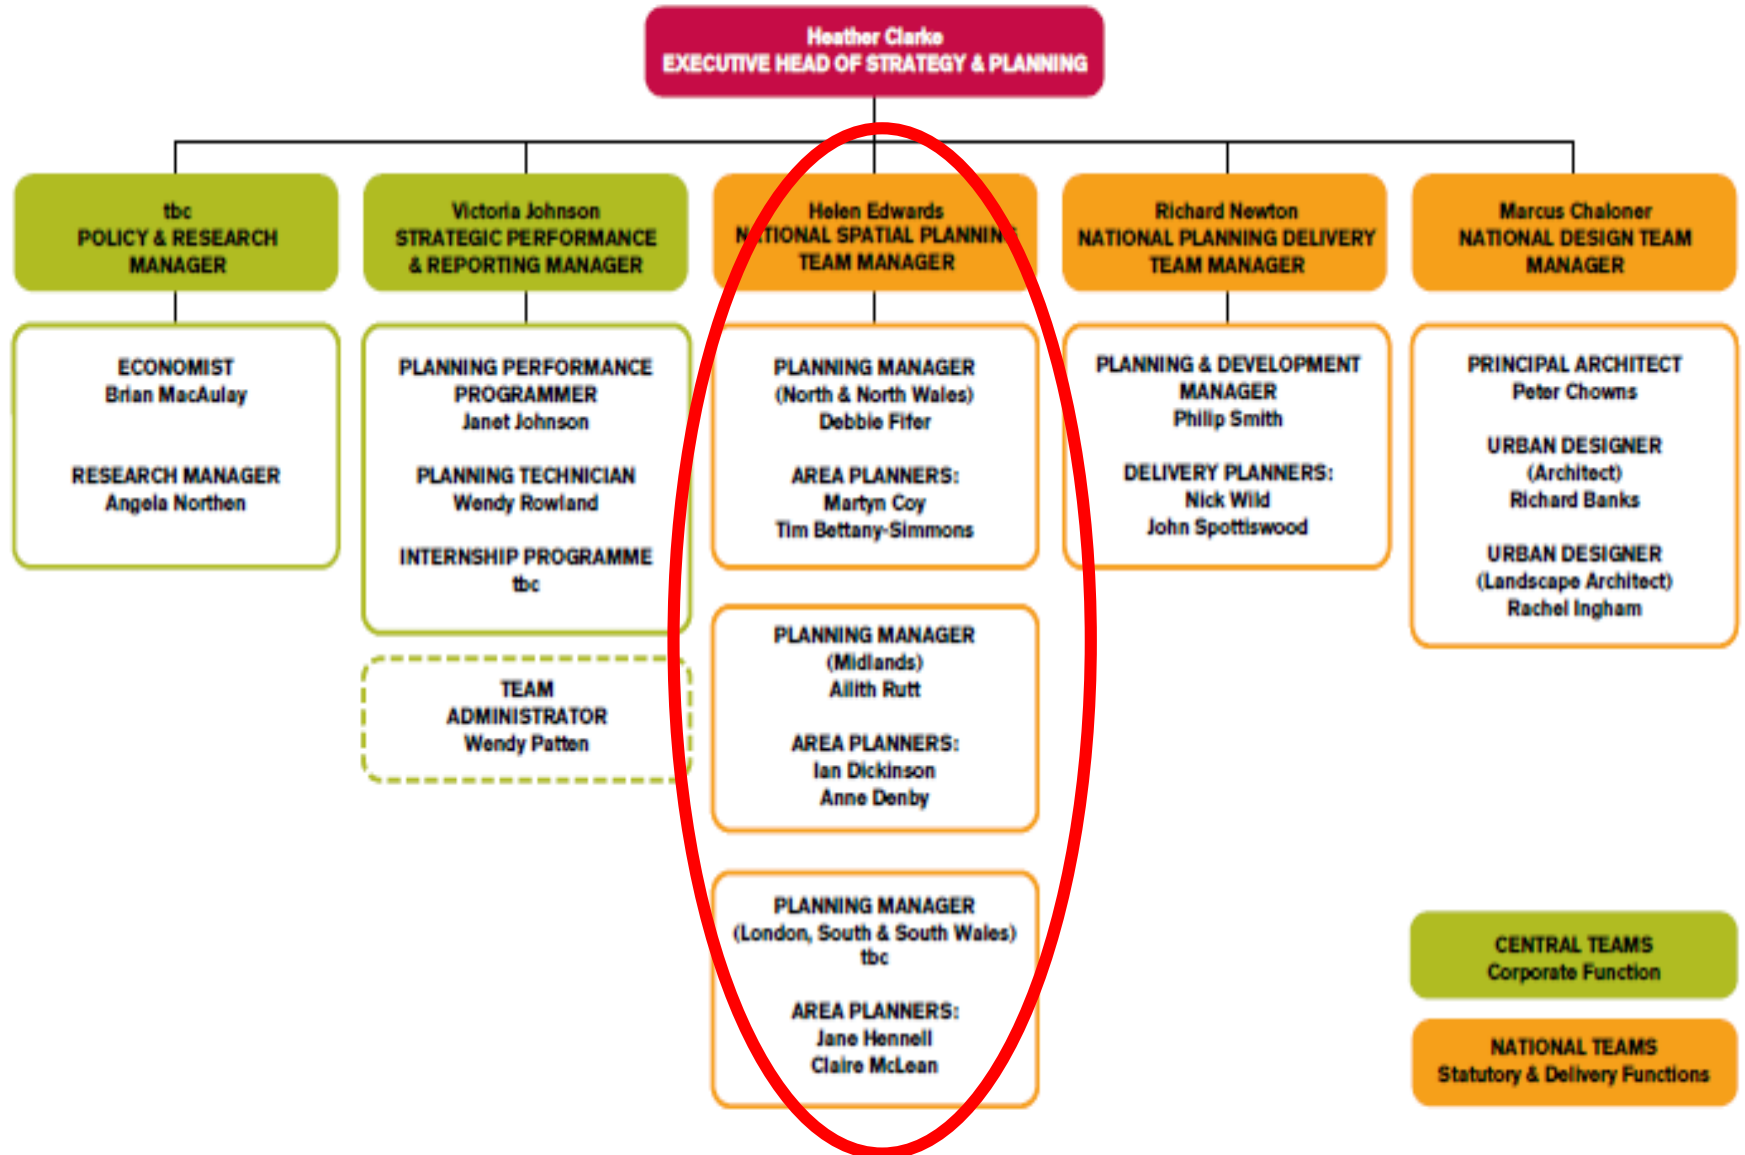 Heather Clarke
EXECUTIVE HEAD OF STRATEGY & PLANNING
tbc
POLICY & RESEARCH
MANAGER
ECONOMIST
Brian MacAulay
RESEARCH MANAGER
Angela Northen
Victoria Johnson
STRATEGIC PERFORMANCE
& REPORTING MANAGER
PLANNING PERFORMANCE
PROGRAMMER
Janet Johnson
PLANNING TECHNICIAN
Wendy Rowland
INTERNSHIP PROGRAMME
tbc
TEAM
ADMINISTRATOR
Wendy Patten
Helen Edwards
NATIONAL SPATIAL PLANNING
TEAM MANAGER
PLANNING MANAGER
(North & North Wales)
Debbie Fifer
AREA PLANNERS:
Martyn Coy
Tim Bettany-Simmons
PLANNING MANAGER
(Midlands)
Ailith Rutt
AREA PLANNERS:
Ian Dickinson
Anne Denby
PLANNING MANAGER
(London, South & South Wales)
tbc
AREA PLANNERS:
Jane Hennell
Claire McLean
Richard Newton
NATIONAL PLANNING DELIVERY
TEAM MANAGER
PLANNING & DEVELOPMENT
MANAGER
Philip Smith
DELIVERY PLANNERS:
Nick Wild
John Spottiswood
Marcus Chaloner
NATIONAL DESIGN TEAM
MANAGER
PRINCIPAL ARCHITECT
Peter Chowns
URBAN DESIGNER
(Architect)
Richard Banks
URBAN DESIGNER
(Landscape Architect)
Rachel Ingham
CENTRAL TEAMS
Corporate Function
NATIONAL TEAMS
Statutory & Delivery Functions